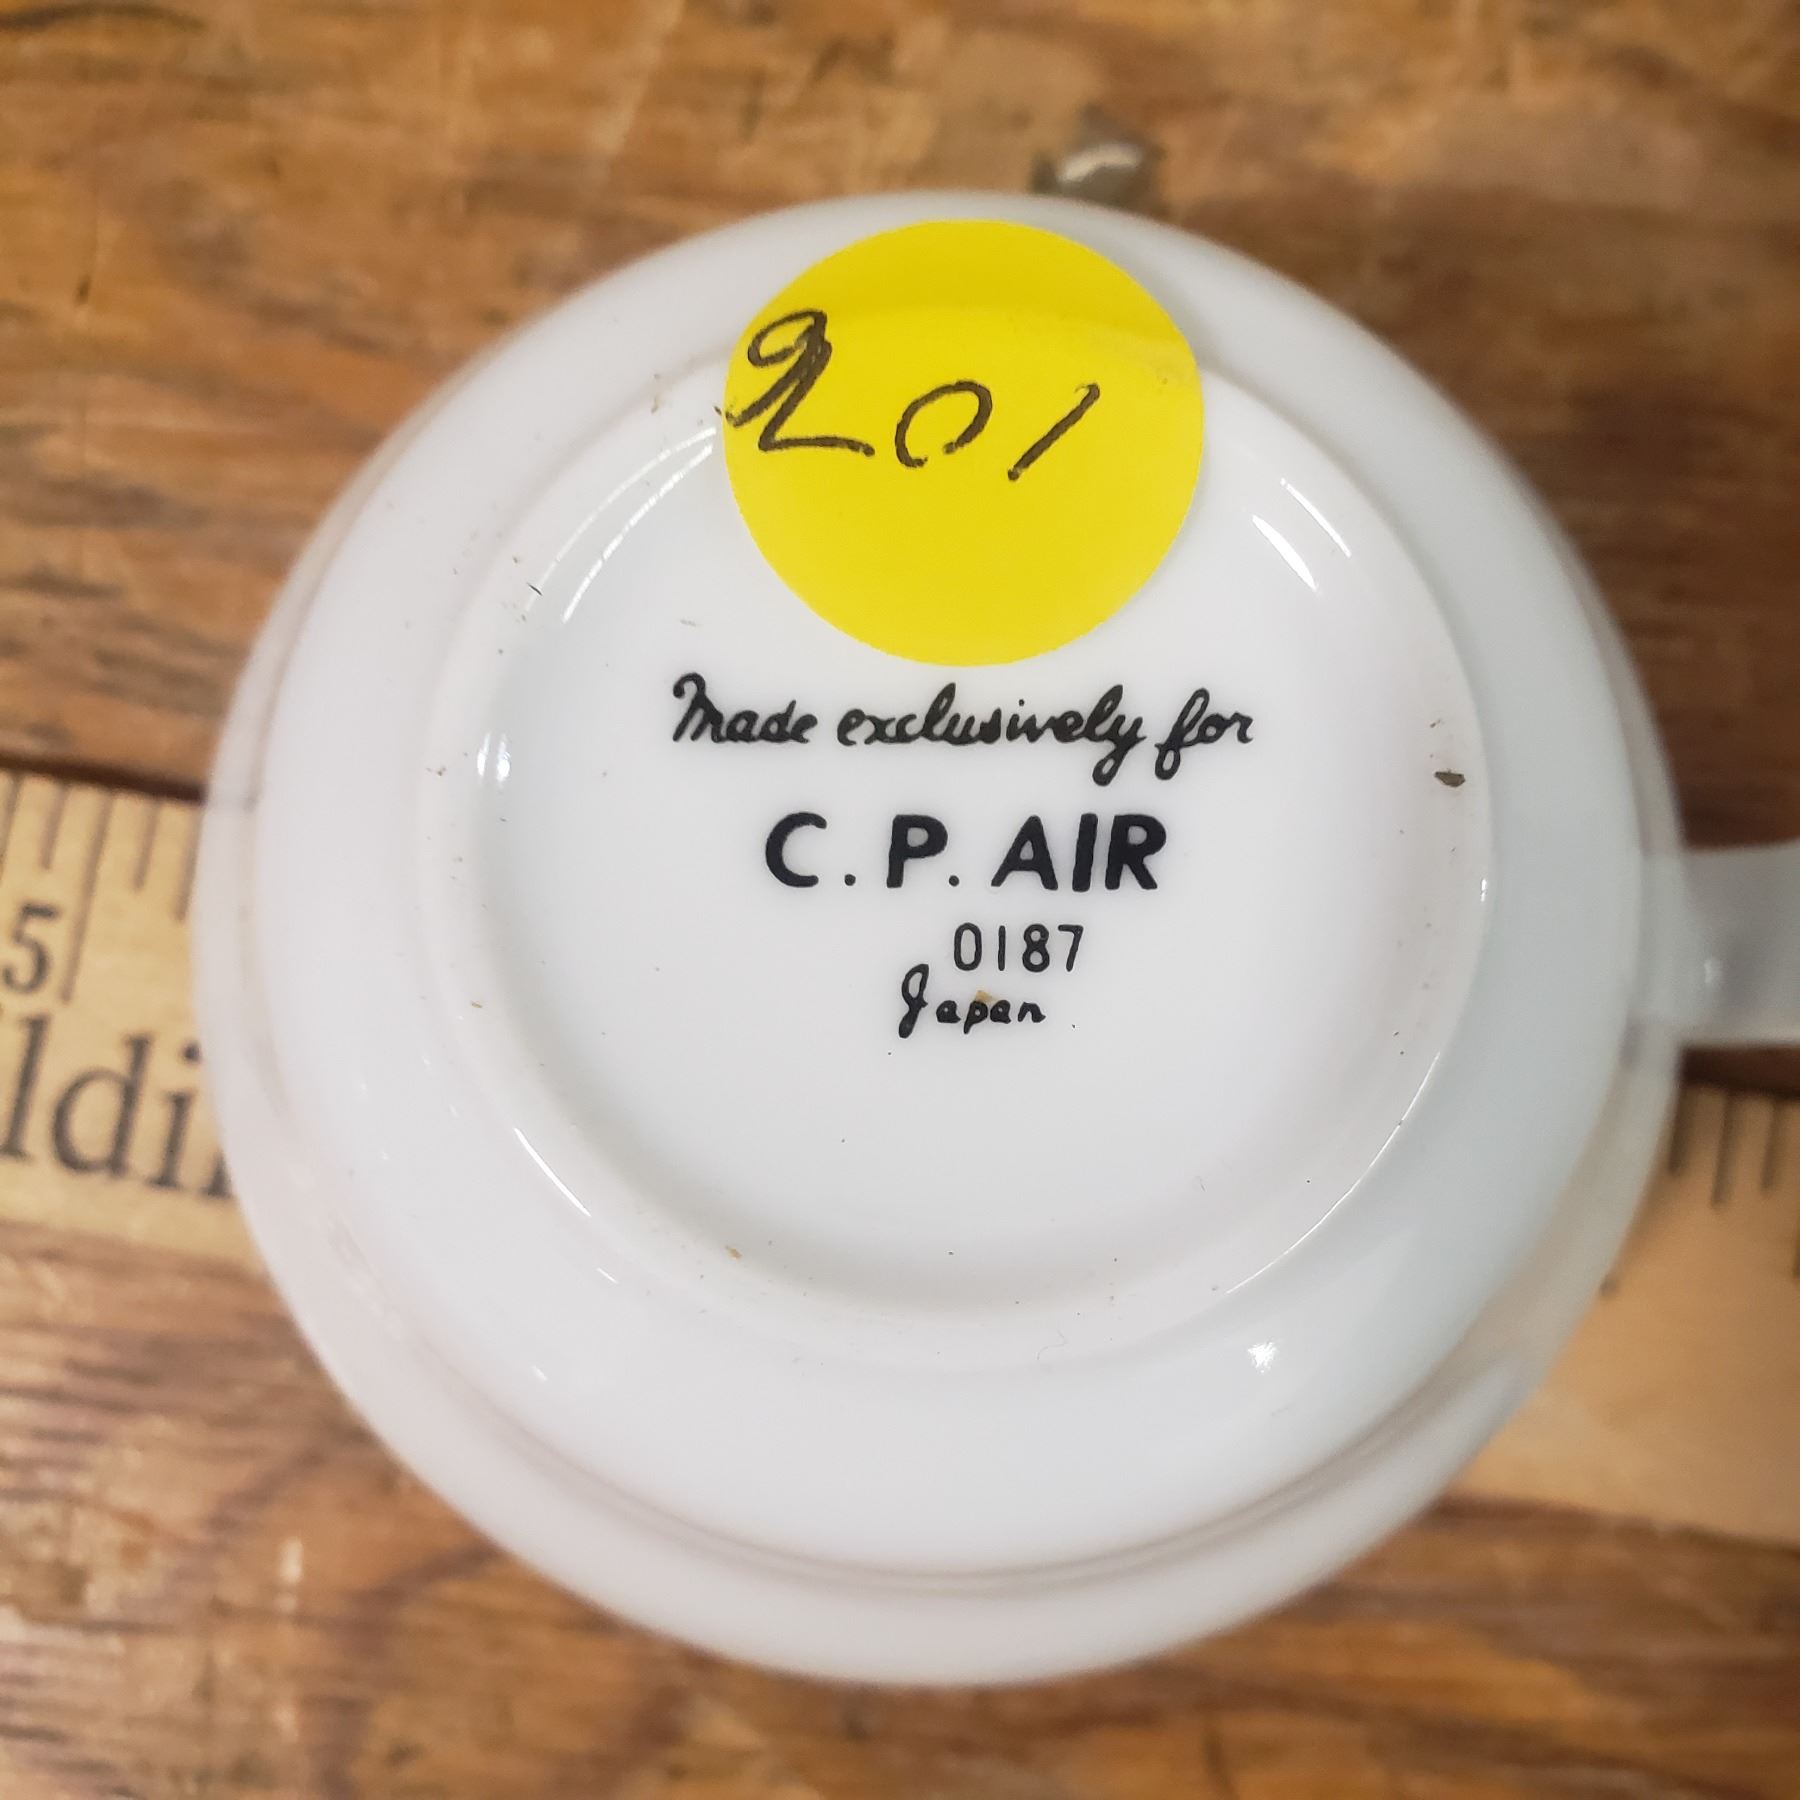 201
Made exclusively for
C. P. AIR
0187
Japan
5
ldi